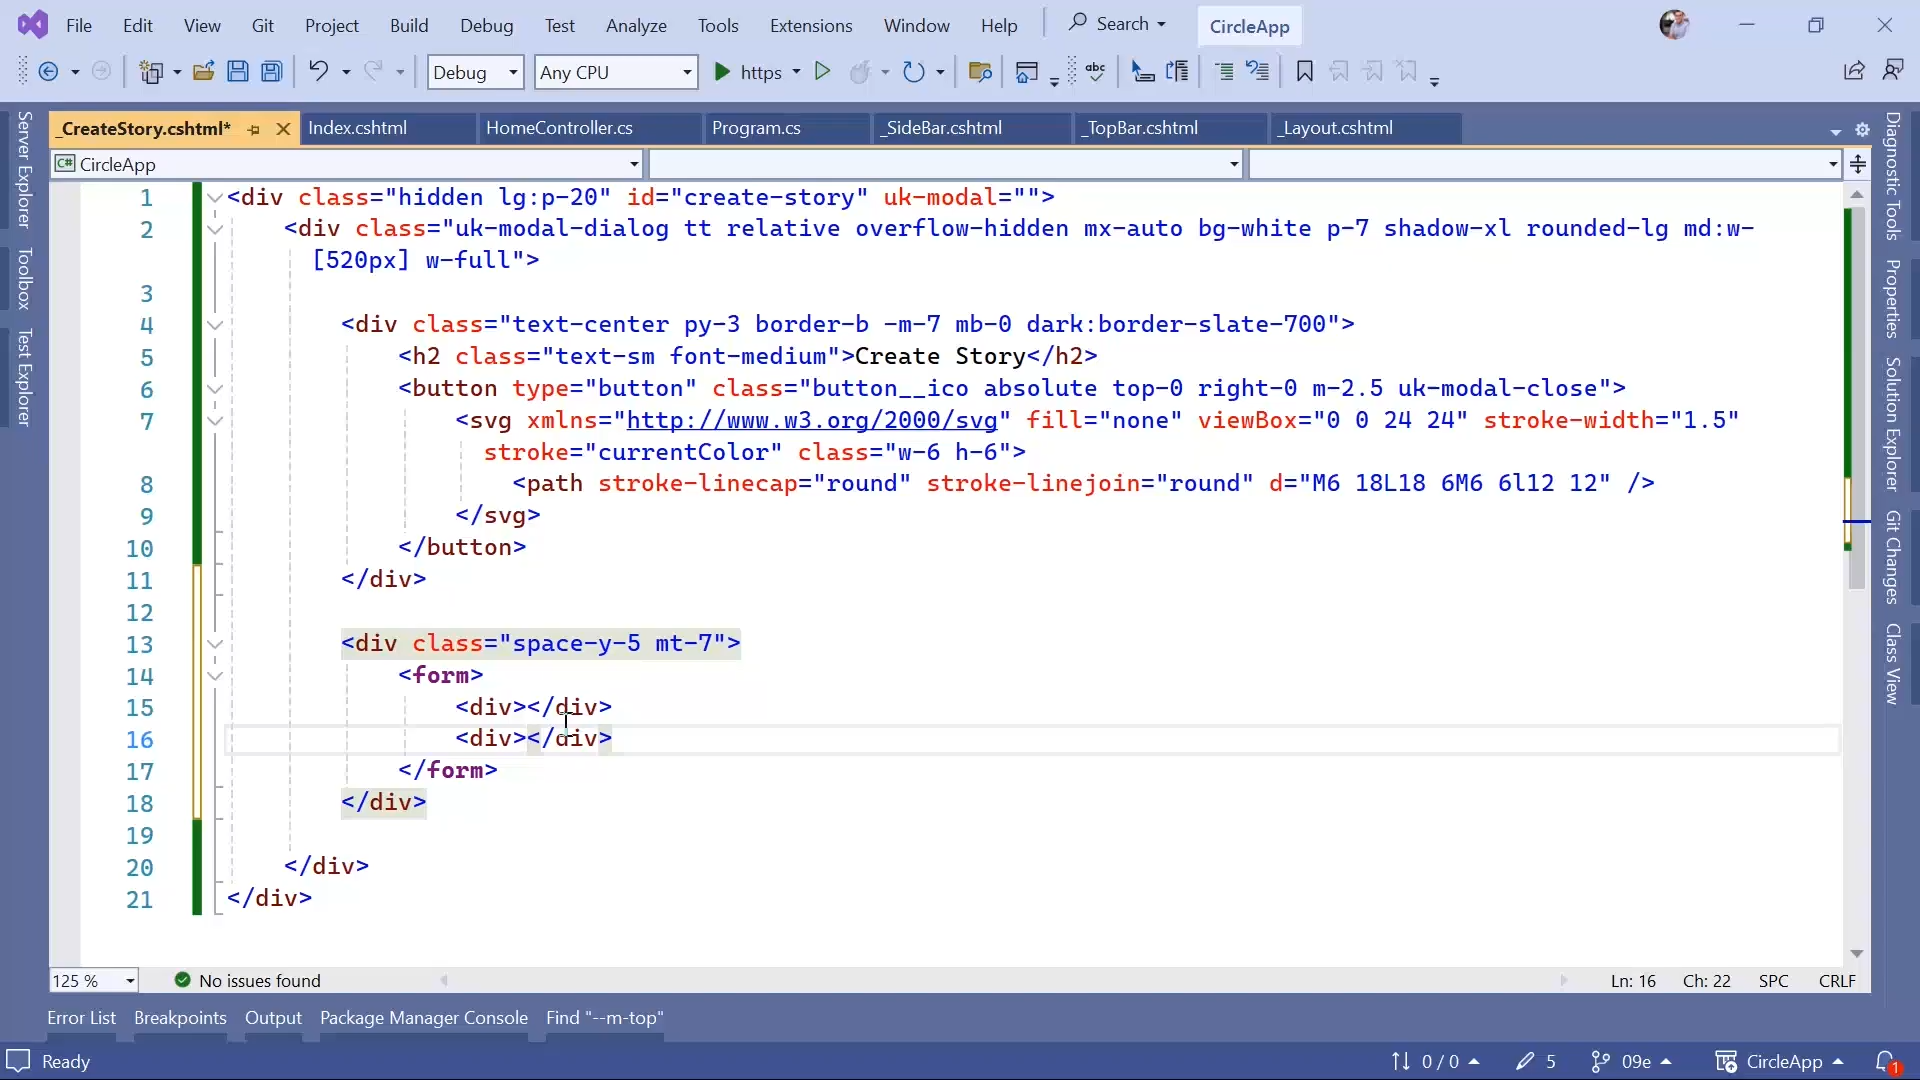 File Edit View Git Project Build Debug Test Analyze Tools Extensions Window Help Search CircleApp
Debug Any CPU https abc
_CreateStory.cshtml* Index.cshtml HomeController.cs Program.cs _SideBar.cshtml _TopBar.cshtml _Layout.cshtml
C# CircleApp
Server Explorer
Toolbox
Test Explorer
1 <div class="hidden lg:p-20" id="create-story" uk-modal="">
2 <div class="uk-modal-dialog tt relative overflow-hidden mx-auto bg-white p-7 shadow-xl rounded-lg md:w-
[520px] w-full">
3
4 <div class="text-center py-3 border-b -m-7 mb-0 dark:border-slate-700">
5 <h2 class="text-sm font-medium">Create Story</h2>
6 <button type="button" class="button__ico absolute top-0 right-0 m-2.5 uk-modal-close">
7 <svg xmlns="http://www.w3.org/2000/svg" fill="none" viewBox="0 0 24 24" stroke-width="1.5"
stroke="currentColor" class="w-6 h-6">
8 <path stroke-linecap="round" stroke-linejoin="round" d="M6 18L18 6M6 6l12 12" />
9 </svg>
10 </button>
11 </div>
12
13 <div class="space-y-5 mt-7">
14 <form>
15 <div></div>
16 <div></div>
17 </form>
18 </div>
19
20 </div>
21 </div>
Diagnostic Tools
Properties
Solution Explorer
Git Changes
Class View
125 % No issues found Ln: 16 Ch: 22 SPC CRLF
Error List Breakpoints Output Package Manager Console Find "--m-top"
Ready 0 / 0 5 09e CircleApp 1